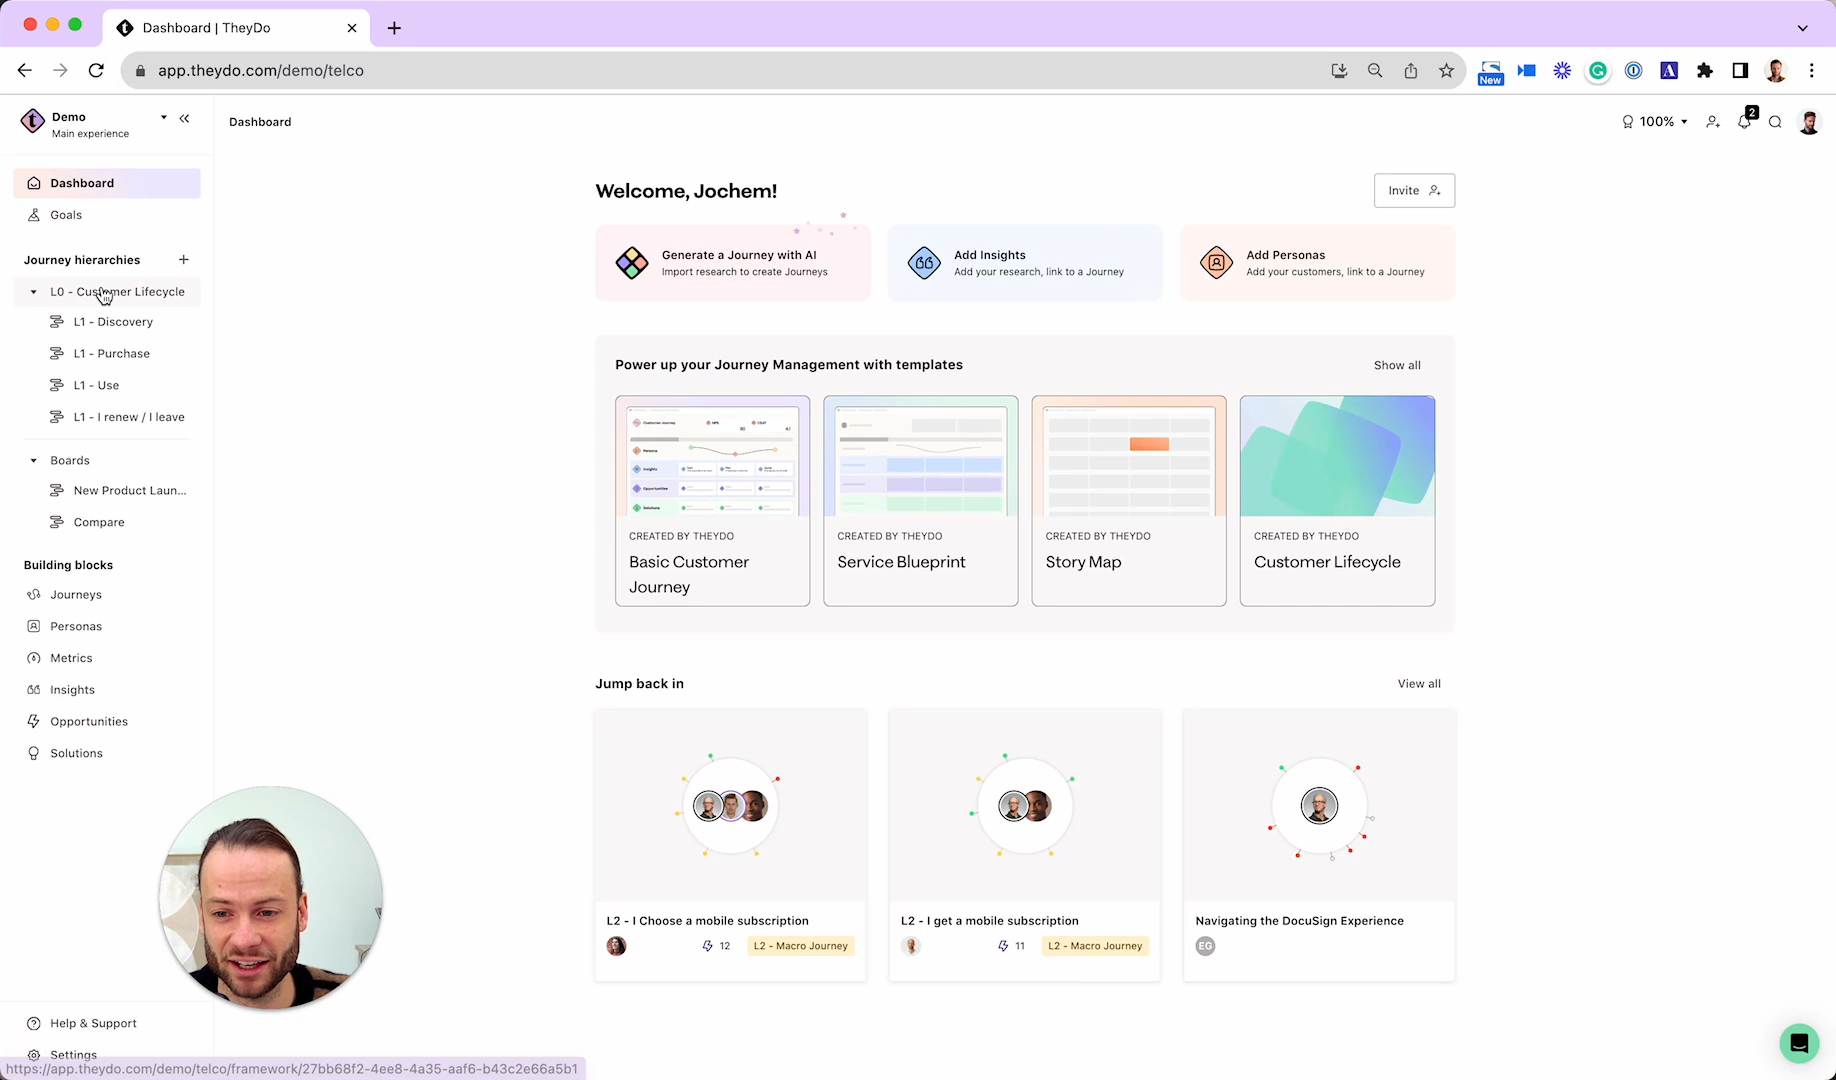 Dashboard | TheyDo
app.theydo.com/demo/telco
New
Demo
Main experience
Dashboard
100%
2
Dashboard
Goals
Journey hierarchies
L0 - Customer Lifecycle
L1 - Discovery
L1 - Purchase
L1 - Use
L1 - I renew / I leave
Boards
New Product Laun...
Compare
Building blocks
Journeys
Personas
Metrics
Insights
Opportunities
Solutions
Help & Support
Settings
https://app.theydo.com/demo/telco/framework/27bb68f2-4ee8-4a35-aaf6-b43c2e66a5b1
Welcome, Jochem!
Invite
Generate a Journey with AI
Import research to create Journeys
Add Insights
Add your research, link to a Journey
Add Personas
Add your customers, link to a Journey
Power up your Journey Management with templates
Show all
CREATED BY THEYDO
Basic Customer
Journey
CREATED BY THEYDO
Service Blueprint
CREATED BY THEYDO
Story Map
CREATED BY THEYDO
Customer Lifecycle
Jump back in
View all
L2 - I Choose a mobile subscription
12
L2 - Macro Journey
L2 - I get a mobile subscription
11
L2 - Macro Journey
Navigating the DocuSign Experience
EG